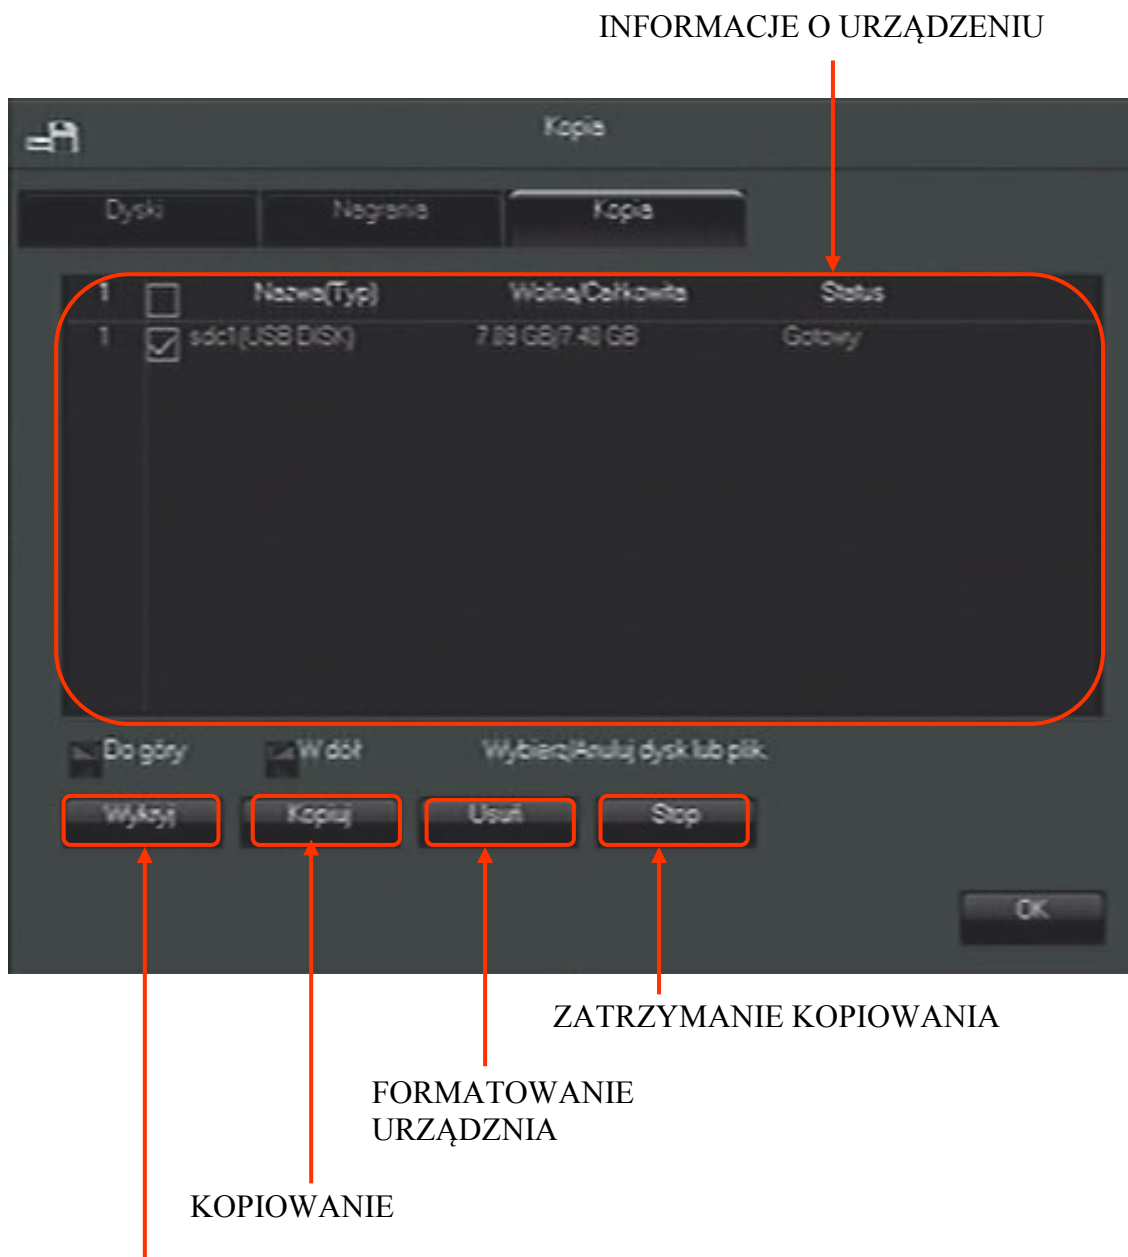 INFORMACJE O URZĄDZENIU
Kopia
Dyski Nagrania Kopia
1 Nazwa(Typ) Wolna/Całkowita Status
1 sdc1(USB DISK) 7.09 GB/7.40 GB Gotowy
Do góry W dół Wybierz/Anuluj dysk lub plik.
Wykryj Kopiuj Usuń Stop
OK
ZATRZYMANIE KOPIOWANIA
FORMATOWANIE
URZĄDZNIA
KOPIOWANIE